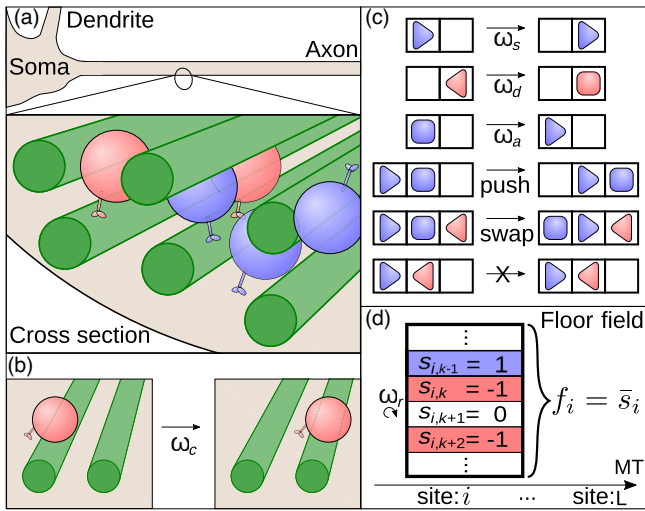 (a)
Dendrite
Soma
Axon
Cross section
(b)
ω_c
(c)
ω_s
ω_d
ω_a
push
swap
X
(d)
Floor field
⋮
s_{i,k-1} = 1
s_{i,k} = -1
s_{i,k+1} = 0
s_{i,k+2} = -1
⋮
ω_r
f_i = s̄_i
MT
site: i ... site:L